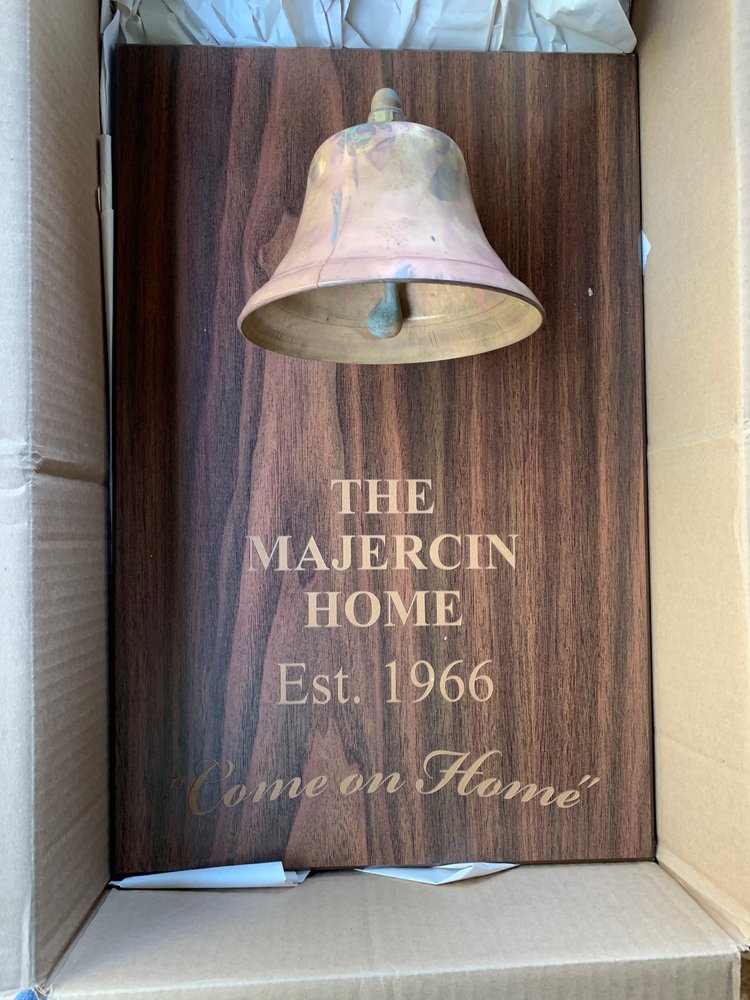 THE
MAJERCIN
HOME
Est. 1966
"Come on Home"